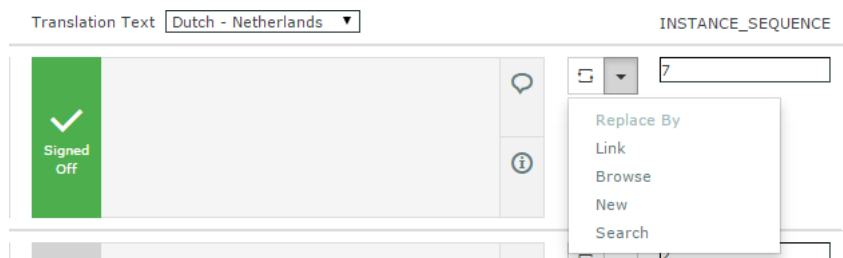 Translation Text Dutch - Netherlands INSTANCE_SEQUENCE
7
Signed
Off
Replace By
Link
Browse
New
Search